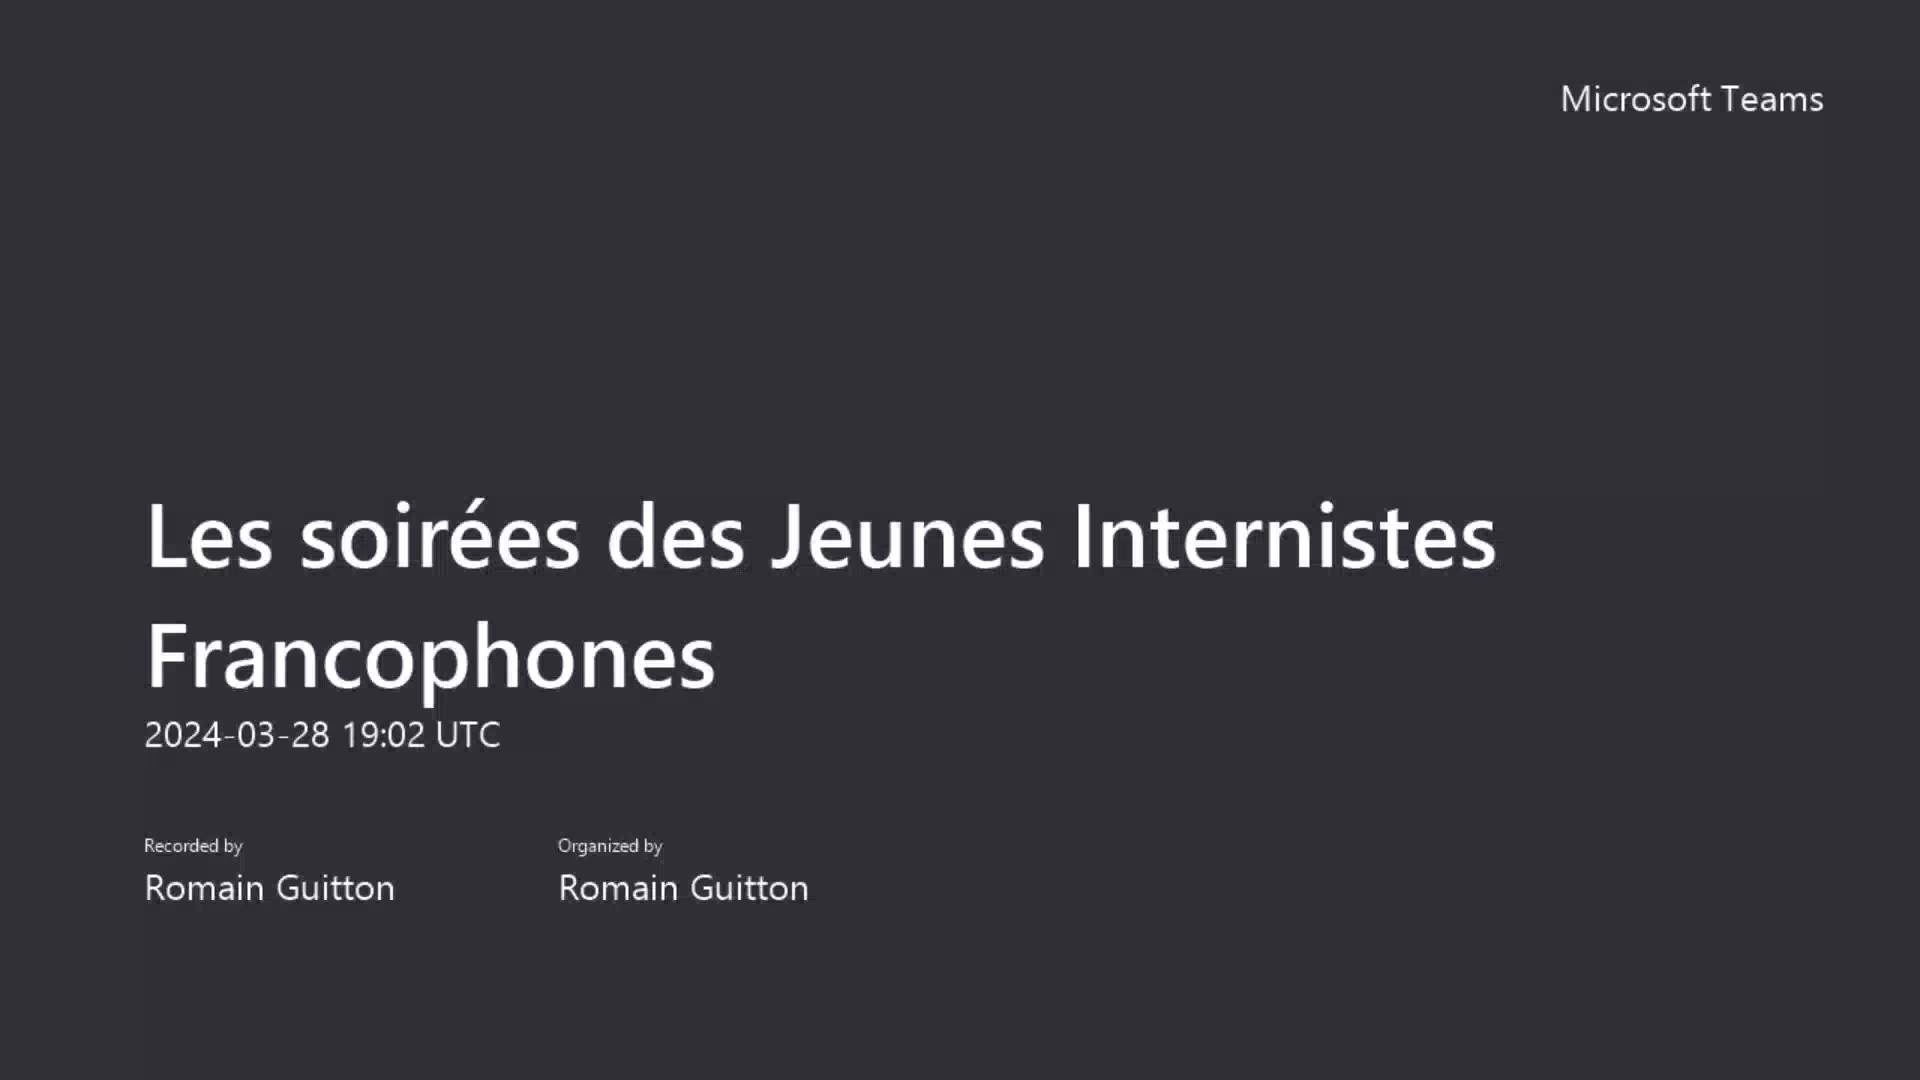 Microsoft Teams
Les soirées des Jeunes Internistes
Francophones
2024-03-28 19:02 UTC
Recorded by
Romain Guitton
Organized by
Romain Guitton